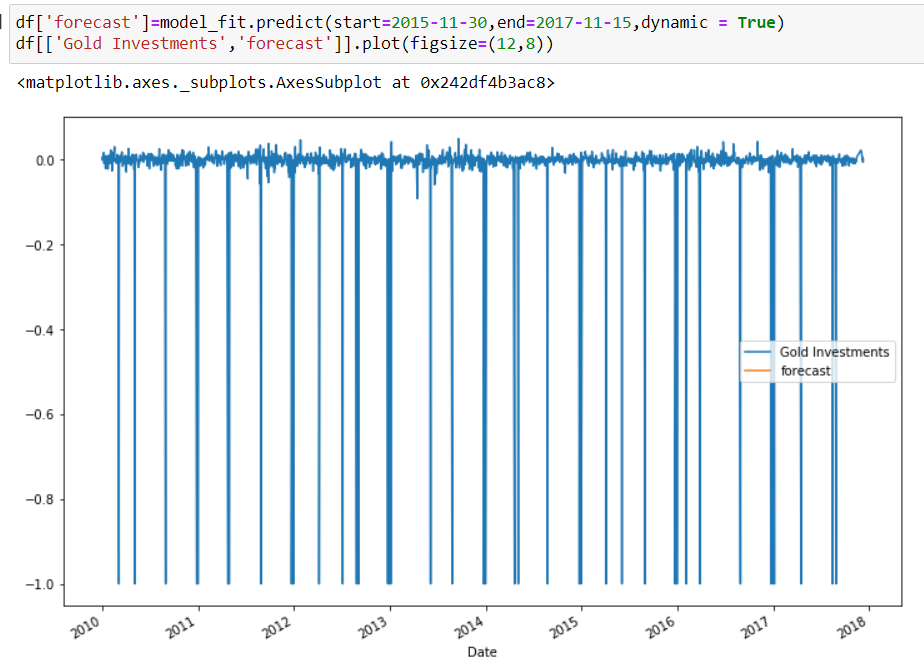 df['forecast']=model_fit.predict(start=2015-11-30,end=2017-11-15,dynamic = True)
df[['Gold Investments','forecast']].plot(figsize=(12,8))
<matplotlib.axes._subplots.AxesSubplot at 0x242df4b3ac8>
0.0
−0.2
−0.4
Gold Investments
forecast
−0.6
−0.8
−1.0
2010
2011
2012
2013
2014
2015
2016
2017
2018
Date